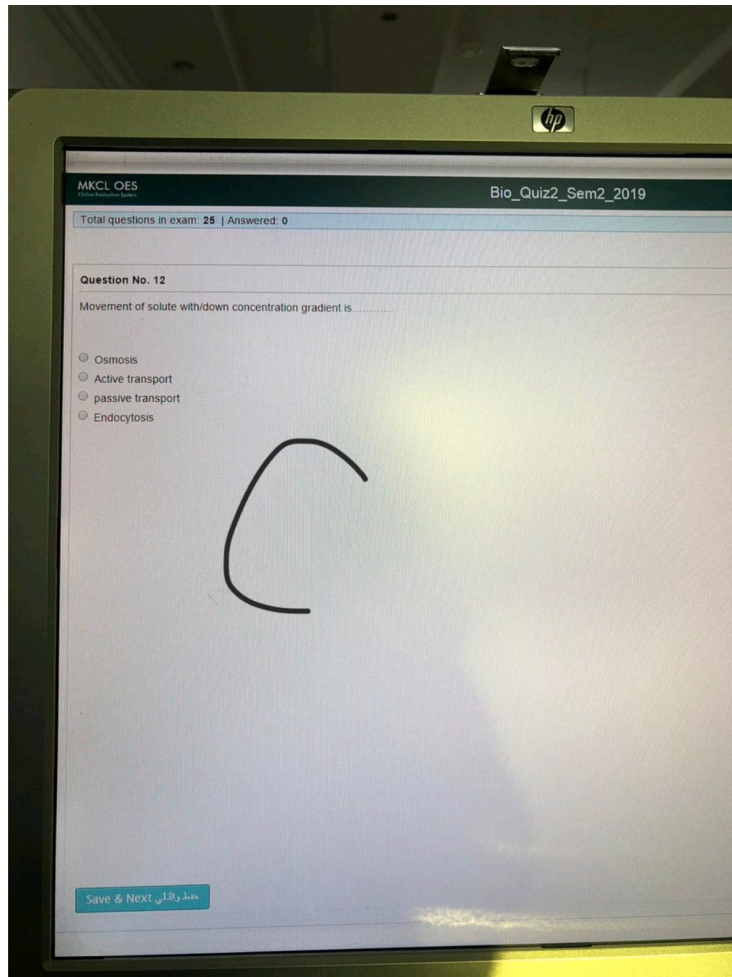 hp
MKCL OES
Online Evaluation System
Bio_Quiz2_Sem2_2019
Total questions in exam: 25 | Answered: 0
Question No. 12
Movement of solute with/down concentration gradient is...........
Osmosis
Active transport
passive transport
Endocytosis
C
Save & Next حفظ والتالي